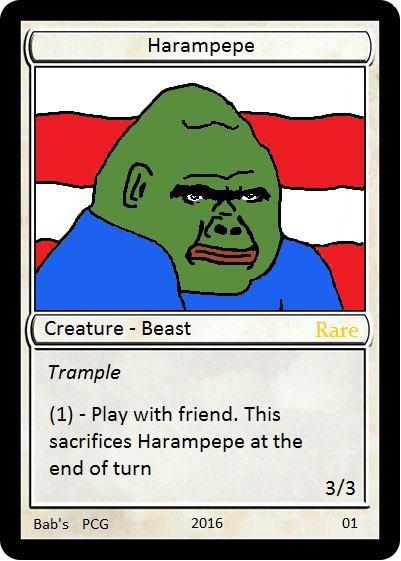 Harampepe
Creature - Beast Rare
Trample
(1) - Play with friend. This
sacrifices Harampepe at the
end of turn
3/3
Bab's PCG 2016 01